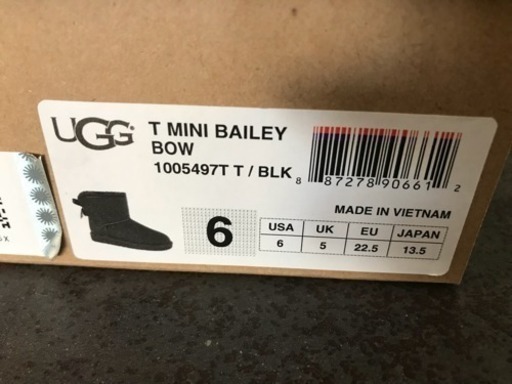 UGG T MINI BAILEY
BOW
1005497T T / BLK
8 87278 90661 2
MADE IN VIETNAM
6
USA UK EU JAPAN
6 5 22.5 13.5